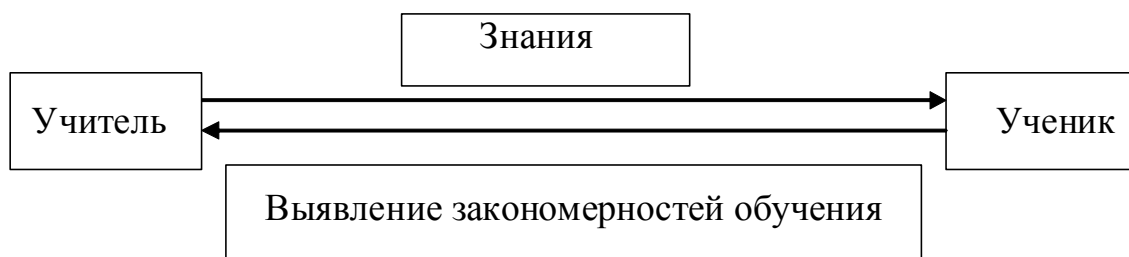 Знания
Учитель
Ученик
Выявление закономерностей обучения